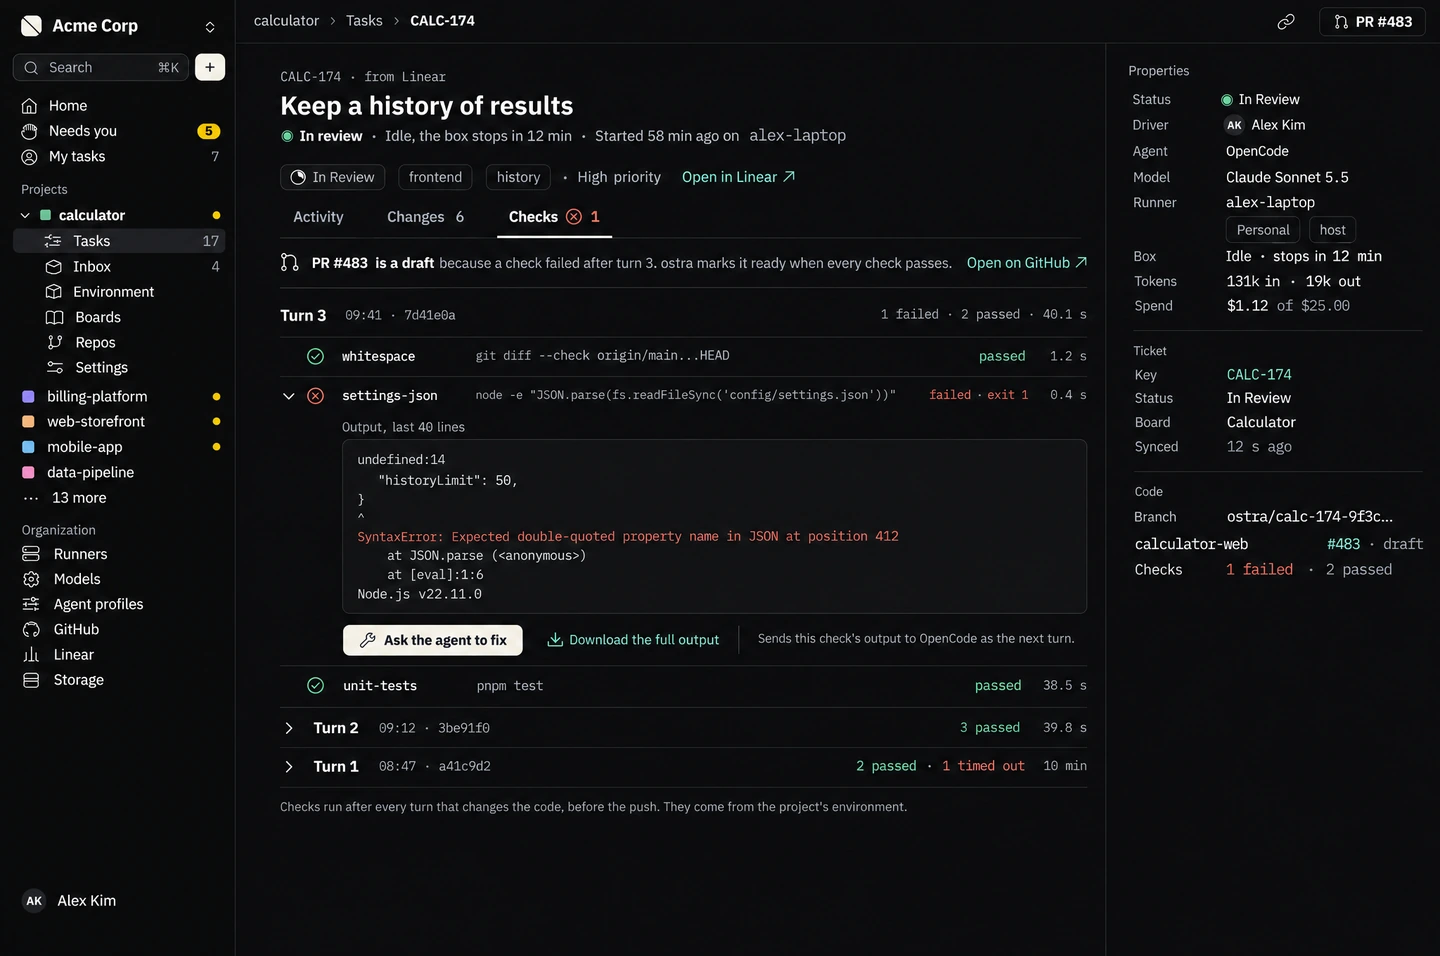 Acme Corp
Search ⌘K +
Home
Needs you 5
My tasks 7
Projects
calculator
Tasks 17
Inbox 4
Environment
Boards
Repos
Settings
billing-platform
web-storefront
mobile-app
data-pipeline
··· 13 more
Organization
Runners
Models
Agent profiles
GitHub
Linear
Storage
AK Alex Kim
calculator > Tasks > CALC-174
PR #483
CALC-174 · from Linear
Keep a history of results
In review · Idle, the box stops in 12 min · Started 58 min ago on alex-laptop
In Review frontend history · High priority Open in Linear ↗
Activity Changes 6 Checks 1
PR #483 is a draft because a check failed after turn 3. ostra marks it ready when every check passes. Open on GitHub ↗
Turn 3 09:41 · 7d41e0a 1 failed · 2 passed · 40.1 s
whitespace git diff --check origin/main...HEAD passed 1.2 s
settings-json node -e "JSON.parse(fs.readFileSync('config/settings.json'))" failed · exit 1 0.4 s
Output, last 40 lines
undefined:14
"historyLimit": 50,
}
^
SyntaxError: Expected double-quoted property name in JSON at position 412
at JSON.parse (<anonymous>)
at [eval]:1:6
Node.js v22.11.0
Ask the agent to fix Download the full output Sends this check's output to OpenCode as the next turn.
unit-tests pnpm test passed 38.5 s
Turn 2 09:12 · 3be91f0 3 passed 39.8 s
Turn 1 08:47 · a41c9d2 2 passed · 1 timed out 10 min
Checks run after every turn that changes the code, before the push. They come from the project's environment.
Properties
Status In Review
Driver AK Alex Kim
Agent OpenCode
Model Claude Sonnet 5.5
Runner alex-laptop
Personal host
Box Idle · stops in 12 min
Tokens 131k in · 19k out
Spend $1.12 of $25.00
Ticket
Key CALC-174
Status In Review
Board Calculator
Synced 12 s ago
Code
Branch ostra/calc-174-9f3c...
calculator-web #483 · draft
Checks 1 failed · 2 passed